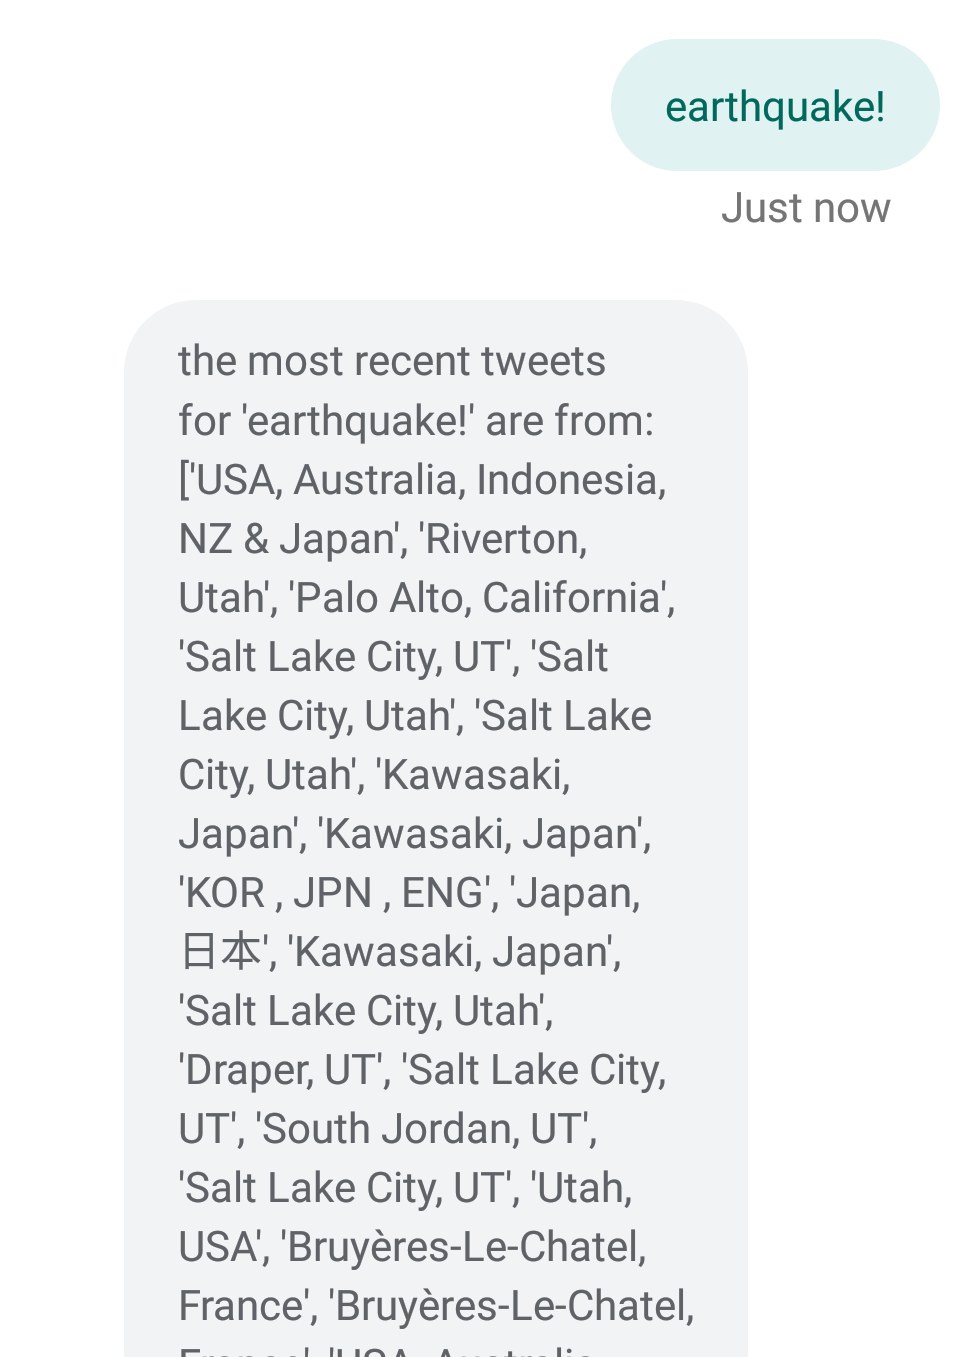 earthquake!
Just now
the most recent tweets
for 'earthquake!' are from:
['USA, Australia, Indonesia,
NZ & Japan', 'Riverton,
Utah', 'Palo Alto, California',
'Salt Lake City, UT', 'Salt
Lake City, Utah', 'Salt Lake
City, Utah', 'Kawasaki,
Japan', 'Kawasaki, Japan',
'KOR , JPN , ENG', 'Japan,
日本', 'Kawasaki, Japan',
'Salt Lake City, Utah',
'Draper, UT', 'Salt Lake City,
UT', 'South Jordan, UT',
'Salt Lake City, UT', 'Utah,
USA', 'Bruyères-Le-Chatel,
France', 'Bruyères-Le-Chatel,
France', 'USA, Australia,